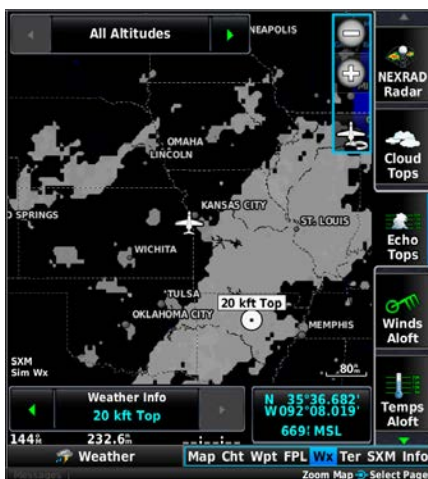 All Altitudes
NEAPOLIS
NEXRAD
Radar
OMAHA
LINCOLN
Cloud
Tops
O SPRINGS
KANSAS CITY
ST. LOUIS
WICHITA
Echo
Tops
TULSA
20 kft Top
OKLAHOMA CITY
MEMPHIS
Winds
Aloft
SXM
Sim Wx
80
Weather Info
20 kft Top
N 35°36.682'
W092°08.019'
669 MSL
Temps
Aloft
144
232.6
Weather
Map Cht Wpt FPL Wx Ter SXM Info
Messages
Zoom Map Select Page